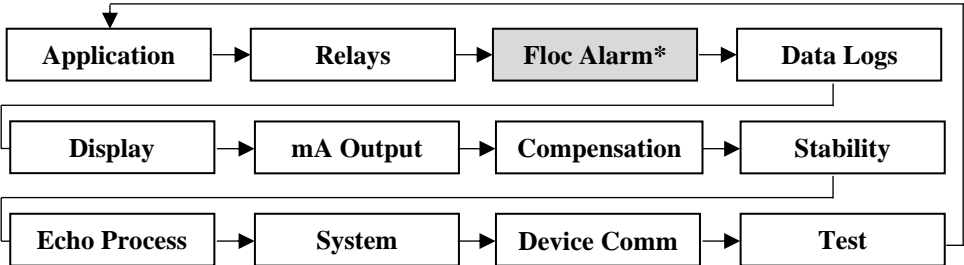 Application Relays Floc Alarm* Data Logs
Display mA Output Compensation Stability
Echo Process System Device Comm Test